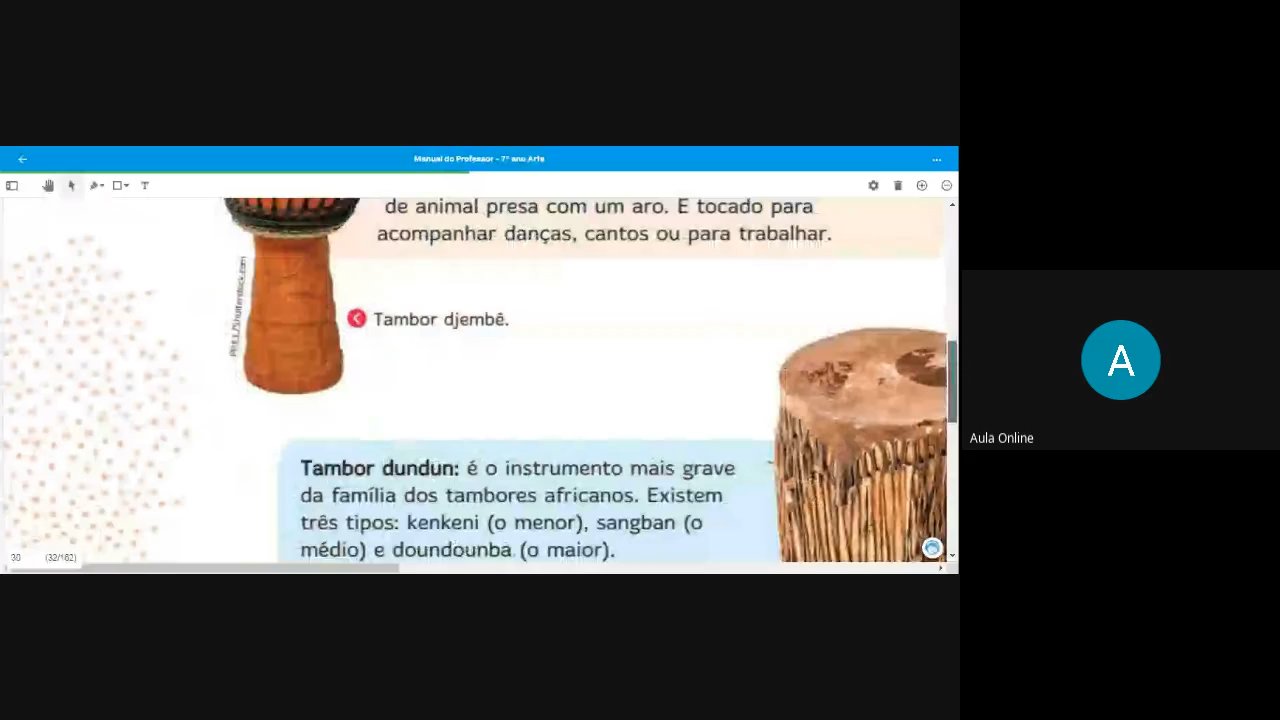 Manual do Professor - 7º ano Arte
T
de animal presa com um aro. E tocado para
acompanhar danças, cantos ou para trabalhar.
Tambor djembê.
Tambor dundun: é o instrumento mais grave
da família dos tambores africanos. Existem
três tipos: kenkeni (o menor), sangban (o
médio) e doundounba (o maior).
30 (32/162)
A
Aula Online